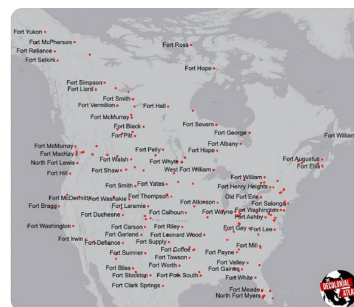 Fort Yukon
Fort McPherson
Fort Reliance
Fort Selkirk
Fort Ross
Fort Hope
Fort Simpson
Fort Liard
Fort Smith
Fort Vermilion
Fort Hall
Fort McMurray
Fort Black
Fort Pitt
Fort Severn
Fort George
Fort William
Fort McMurray
Fort MacKay
North Fort Lewis
Fort Hill
Fort Walsh
Fort Shaw
Fort Pelly
Fort Whyte
Fort Albany
Fort Hope
West Fort William
Fort Augustus
Fort Ellis
Fort McDermitt
Fort Bragg
Fort Smith
Fort Yates
Fort Washakie
Fort Thompson
Fort Laramie
Fort Duchesne
Fort Calhoun
Fort Atkinson
Fort William
Fort Henry Heights
Old Fort Erie
Fort Salonga
Fort Wayne
Fort Washington
Fort Ashby
Fort Washington
Fort Irwin
Fort Carson
Fort Riley
Fort Garland
Fort Leonard Wood
Fort Defiance
Fort Supply
Fort Gay
Fort Lee
Fort Sumner
Fort Coffee
Fort Towson
Fort Mill
Fort Payne
Fort Bliss
Fort Worth
Fort Stockton
Fort Polk South
Fort Valley
Fort Gaines
Fort White
Fort Clark Springs
Fort Meade
North Fort Myers
THE
DECOLONIAL
ATLAS